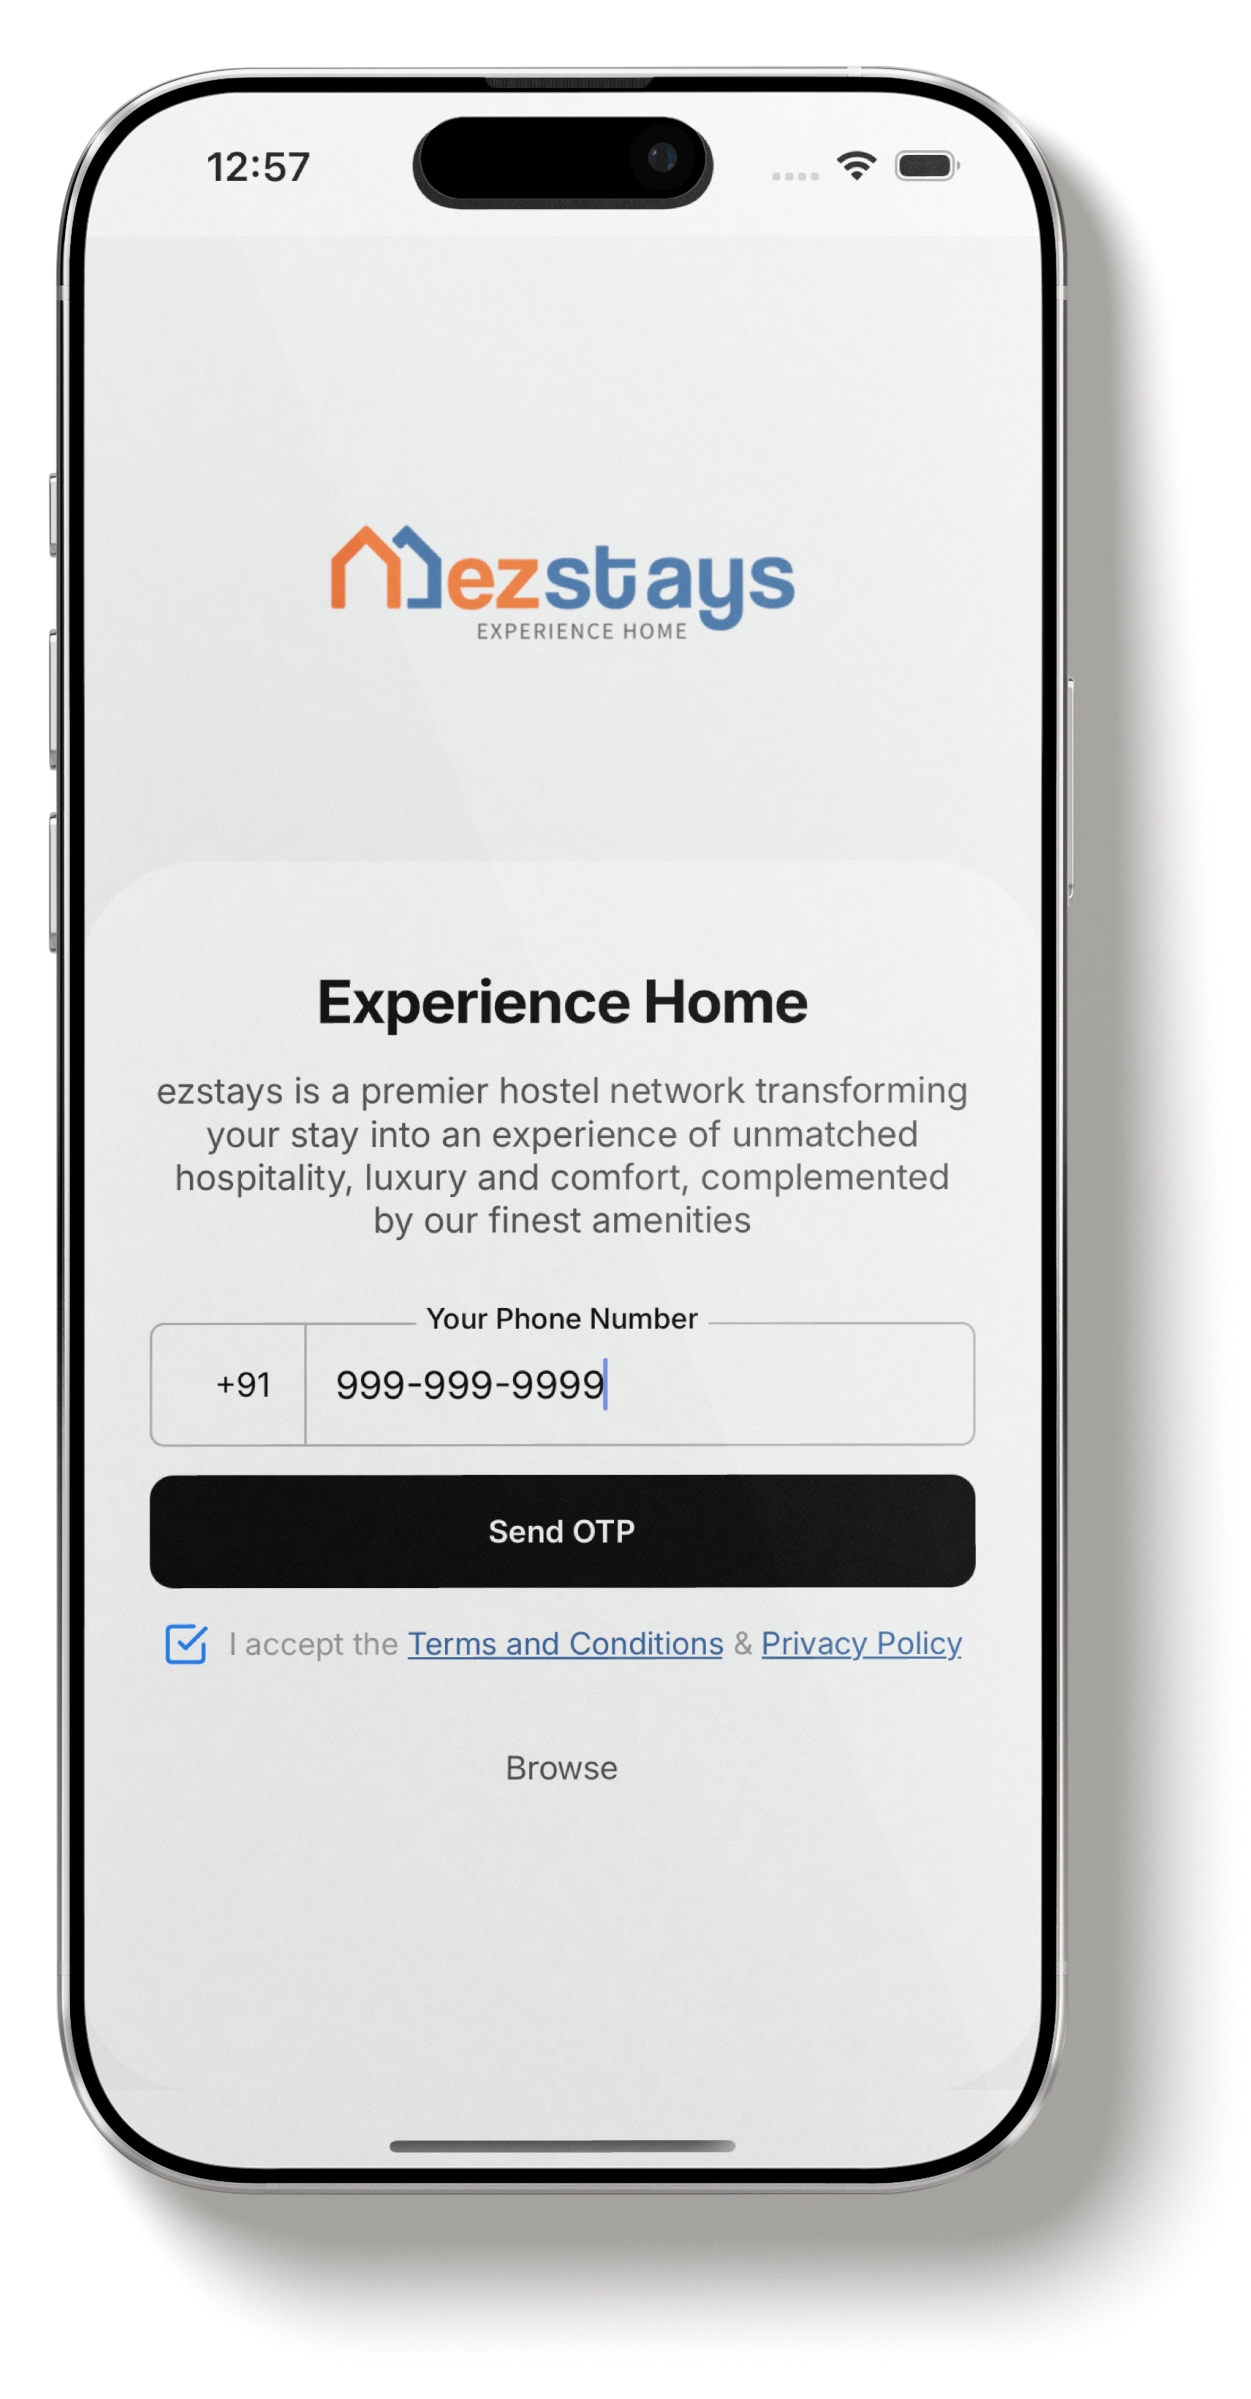 12:57
ezstays
EXPERIENCE HOME
Experience Home
ezstays is a premier hostel network transforming
your stay into an experience of unmatched
hospitality, luxury and comfort, complemented
by our finest amenities
Your Phone Number
+91 999-999-9999
Send OTP
I accept the Terms and Conditions & Privacy Policy
Browse